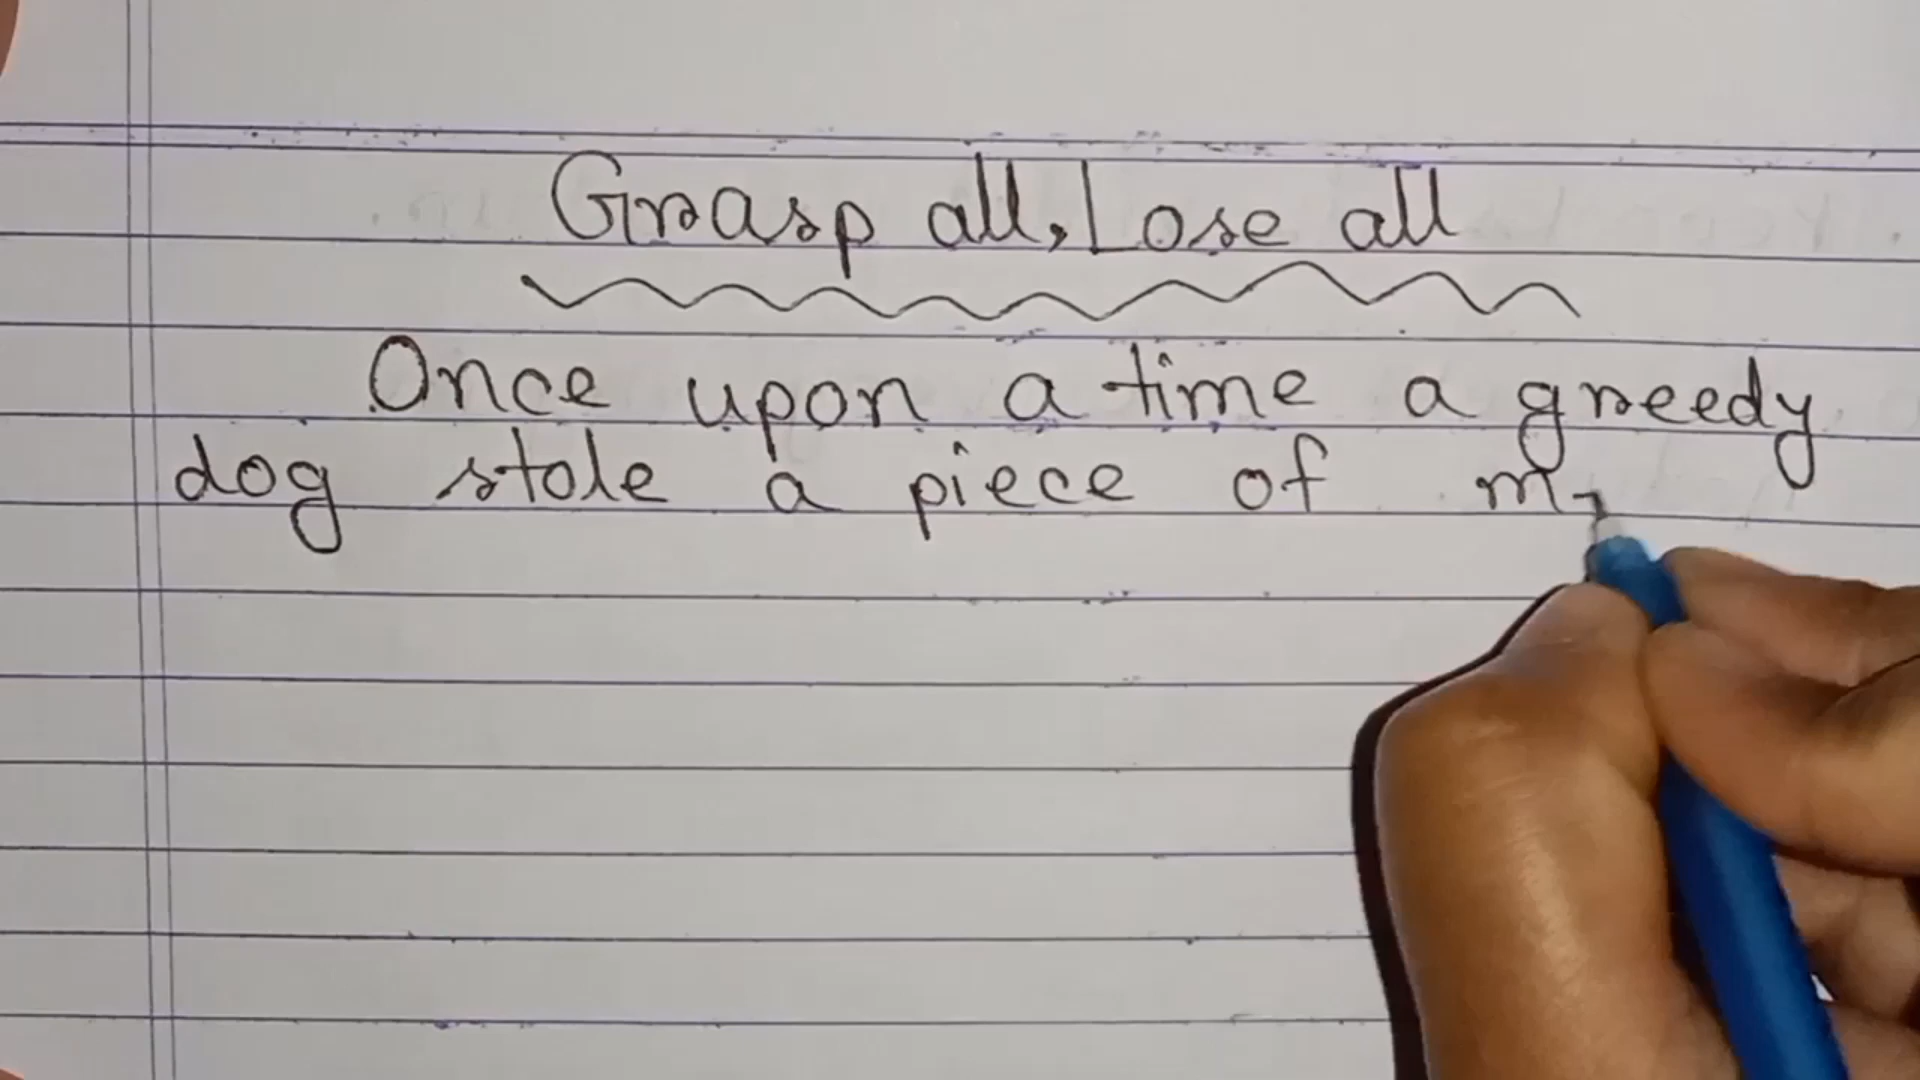 Grasp all, Lose all
Once upon a time a greedy
dog stole a piece of m